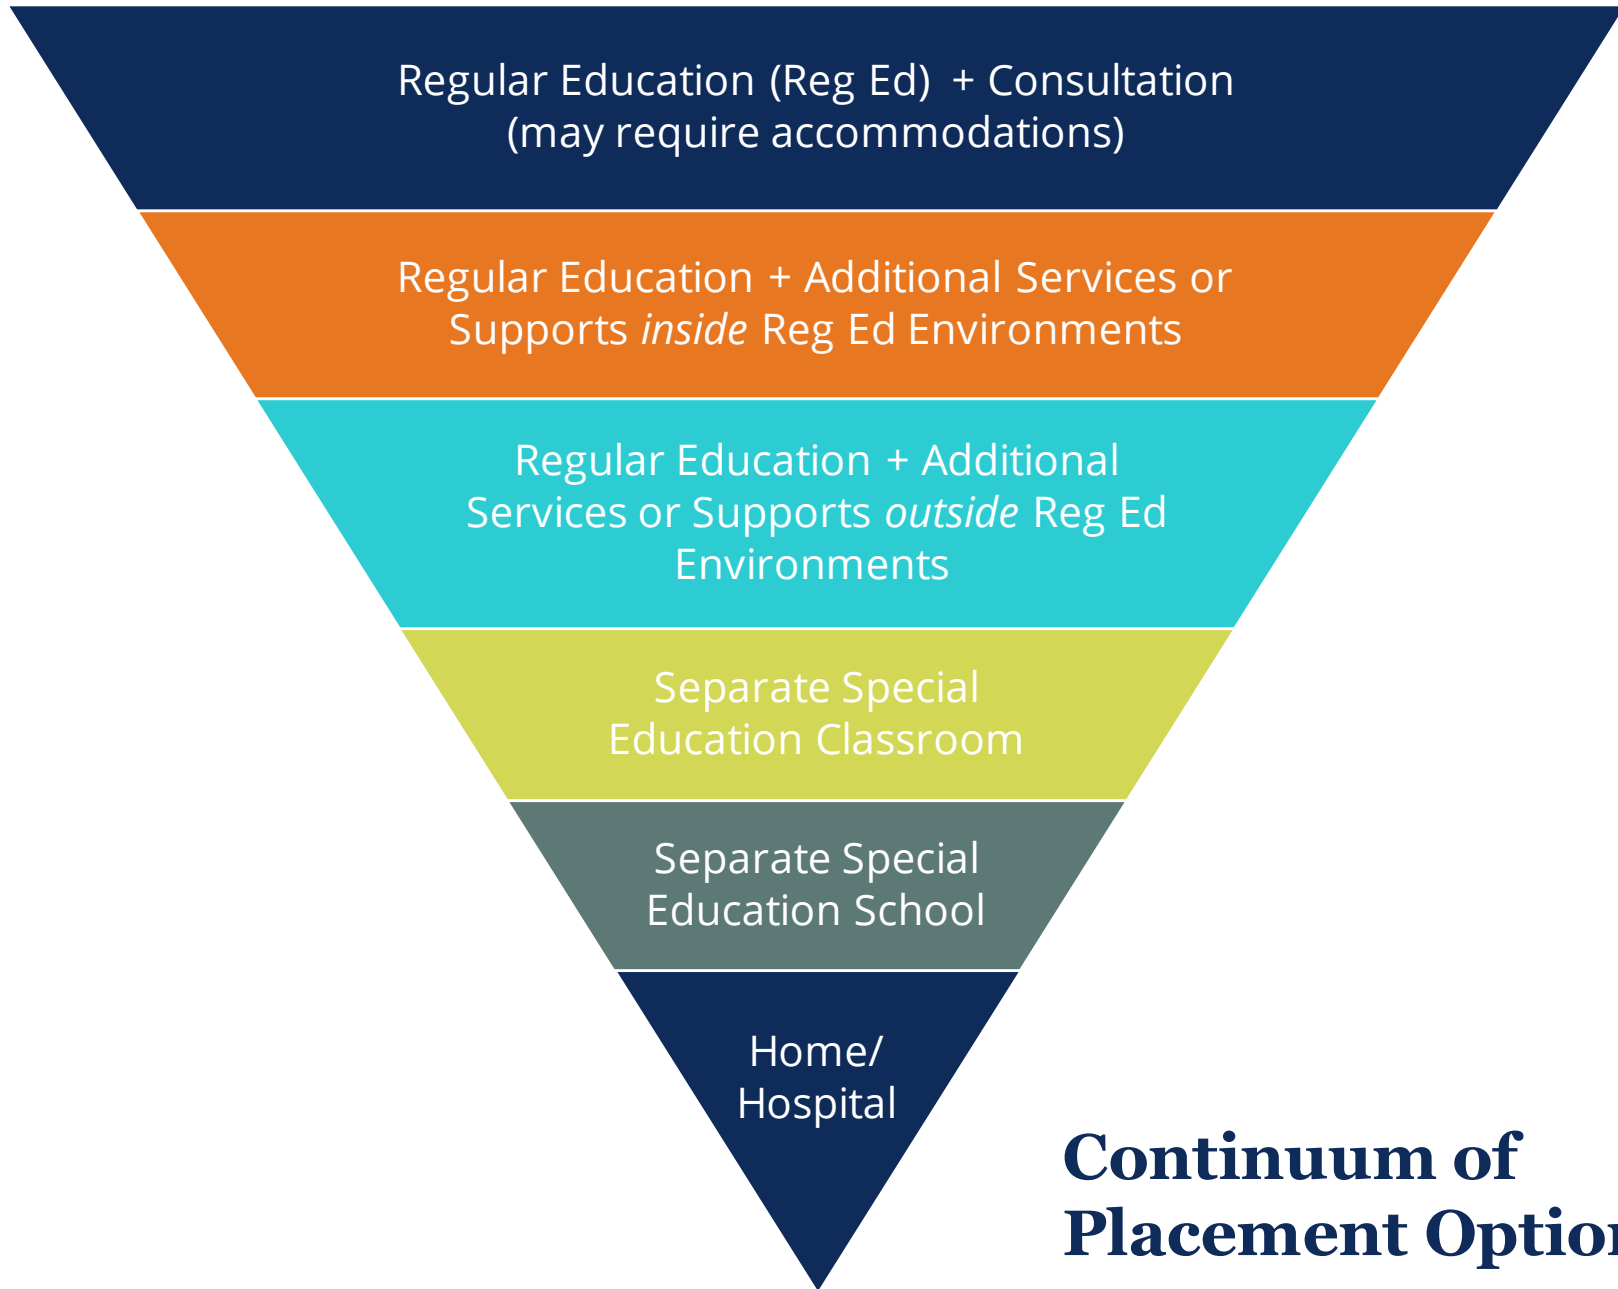 Regular Education (Reg Ed) + Consultation
(may require accommodations)
Regular Education + Additional Services or
Supports inside Reg Ed Environments
Regular Education + Additional
Services or Supports outside Reg Ed
Environments
Separate Special
Education Classroom
Separate Special
Education School
Home/
Hospital
Continuum of
Placement